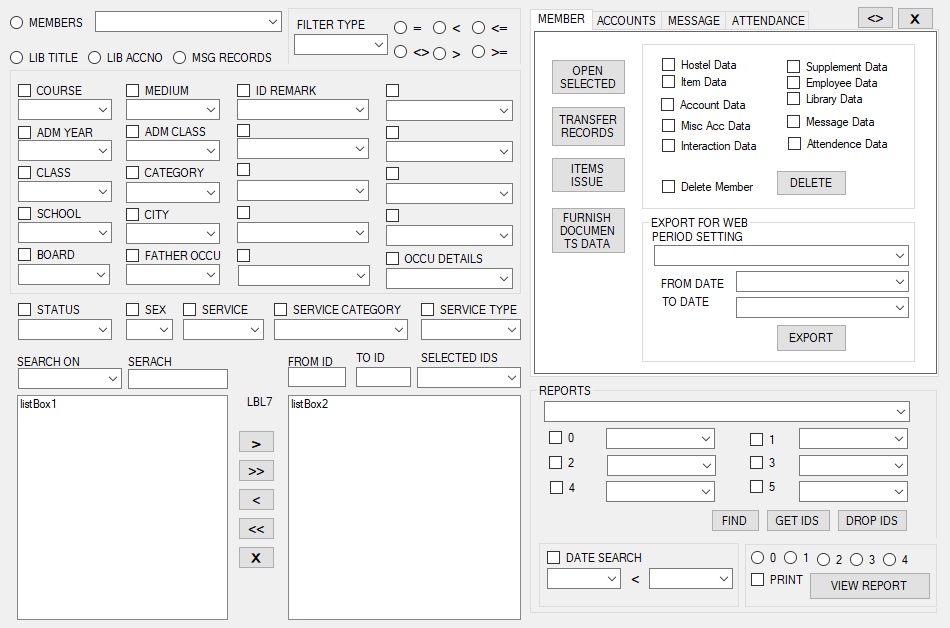 MEMBERS
FILTER TYPE
= < <=
<> > >=
LIB TITLE LIB ACCNO MSG RECORDS
COURSE MEDIUM ID REMARK
ADM YEAR ADM CLASS
CLASS CATEGORY
SCHOOL CITY
BOARD FATHER OCCU OCCU DETAILS
STATUS SEX SERVICE SERVICE CATEGORY SERVICE TYPE
SEARCH ON SERACH FROM ID TO ID SELECTED IDS
listBox1
LBL7
listBox2
>
>>
<
<<
X
MEMBER ACCOUNTS MESSAGE ATTENDANCE <> X
OPEN
SELECTED
TRANSFER
RECORDS
ITEMS
ISSUE
FURNISH
DOCUMEN
TS DATA
Hostel Data Supplement Data
Item Data Employee Data
Account Data Library Data
Misc Acc Data Message Data
Interaction Data Attendence Data
Delete Member DELETE
EXPORT FOR WEB
PERIOD SETTING
FROM DATE
TO DATE
EXPORT
REPORTS
0 1
2 3
4 5
FIND GET IDS DROP IDS
DATE SEARCH
<
0 1 2 3 4
PRINT VIEW REPORT